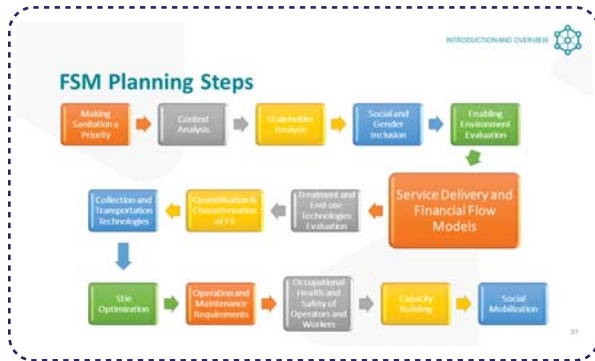 INTRODUCTION AND OVERVIEW
FSM Planning Steps
Making
Sanitation a
Priority
Context
Analysis
Stakeholder
Analysis
Social and
Gender
Inclusion
Enabling
Environment
Evaluation
Collection and
Transportation
Technologies
Quantification &
Characterization
of FS
Treatment and
End-use
Technologies
Evaluation
Service Delivery and
Financial Flow
Models
Site
Optimization
Operation and
Maintenance
Requirements
Occupational
Health and
Safety of
Operators and
Workers
Capacity
Building
Social
Mobilization